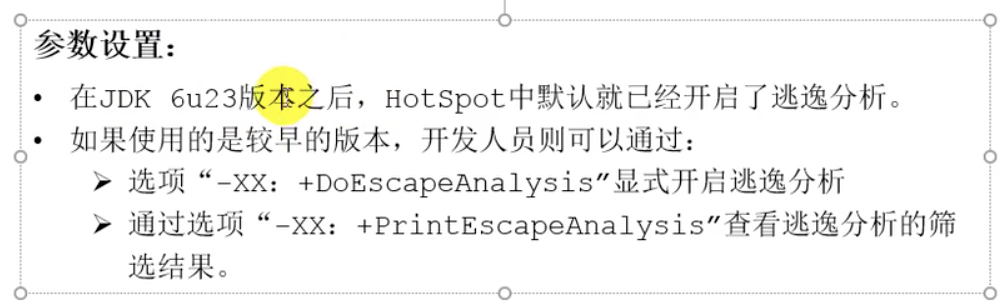 参数设置：
• 在JDK 6u23版本之后，HotSpot中默认就已经开启了逃逸分析。
• 如果使用的是较早的版本，开发人员则可以通过：
➢ 选项“-XX：+DoEscapeAnalysis”显式开启逃逸分析
➢ 通过选项“-XX：+PrintEscapeAnalysis”查看逃逸分析的筛
选结果。